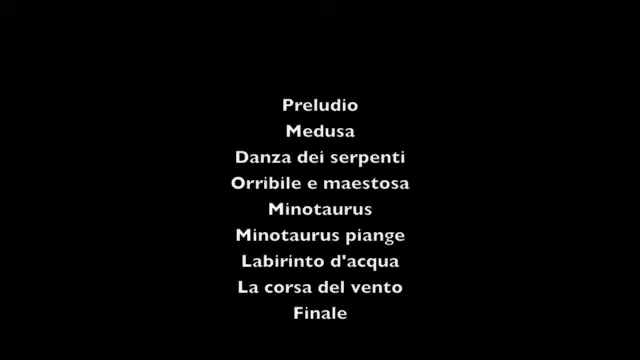 Preludio
Medusa
Danza dei serpenti
Orribile e maestosa
Minotaurus
Minotaurus piange
Labirinto d'acqua
La corsa del vento
Finale